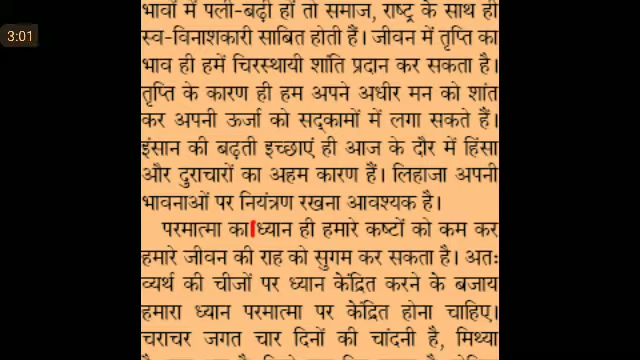 3:01
भावों में पली-बढ़ी हों तो समाज, राष्ट्र के साथ ही
स्व-विनाशकारी साबित होती हैं। जीवन में तृप्ति का
भाव ही हमें चिरस्थायी शांति प्रदान कर सकता है।
तृप्ति के कारण ही हम अपने अधीर मन को शांत
कर अपनी ऊर्जा को सद्कामों में लगा सकते हैं।
इंसान की बढ़ती इच्छाएं ही आज के दौर में हिंसा
और दुराचारों का अहम कारण हैं। लिहाजा अपनी
भावनाओं पर नियंत्रण रखना आवश्यक है।
परमात्मा का ध्यान ही हमारे कष्टों को कम कर
हमारे जीवन की राह को सुगम कर सकता है। अतः
व्यर्थ की चीजों पर ध्यान केंद्रित करने के बजाय
हमारा ध्यान परमात्मा पर केंद्रित होना चाहिए।
चराचर जगत चार दिनों की चांदनी है, मिथ्या